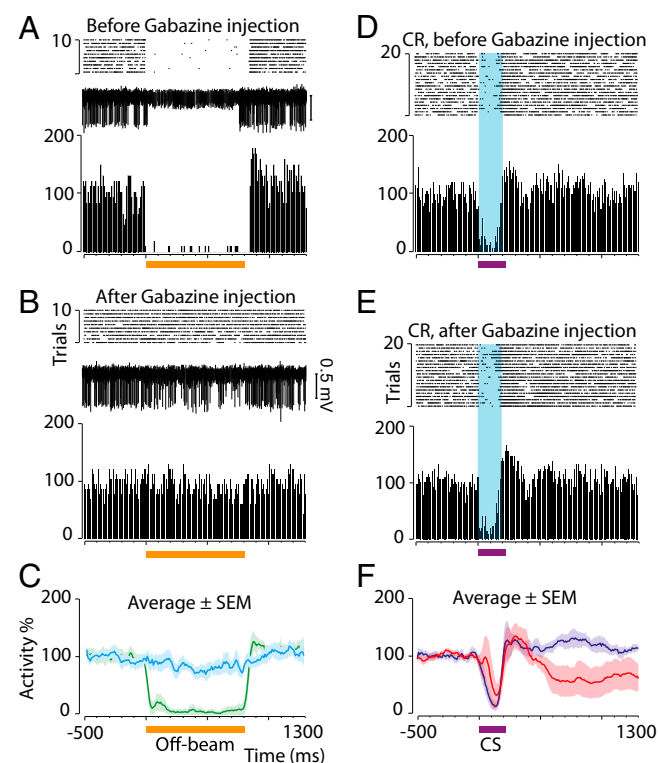 A
Before Gabazine injection
10
200
100
0
B
After Gabazine injection
10
Trials
0.5 mV
200
100
0
C
Average ± SEM
200
100
0
Activity %
-500
1300
Off-beam
Time (ms)
D
CR, before Gabazine injection
20
200
100
0
E
CR, after Gabazine injection
20
Trials
200
100
0
F
Average ± SEM
200
100
0
-500
1300
CS